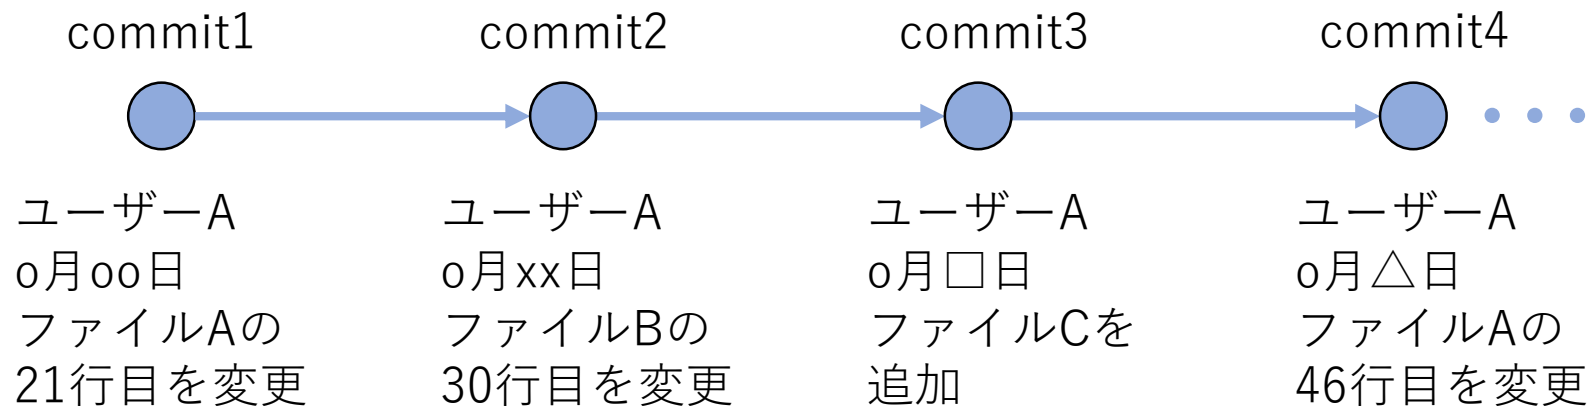 commit1
commit2
commit3
commit4
ユーザーA
o月oo日
ファイルAの
21行目を変更
ユーザーA
o月xx日
ファイルBの
30行目を変更
ユーザーA
o月□日
ファイルCを
追加
ユーザーA
o月△日
ファイルAの
46行目を変更